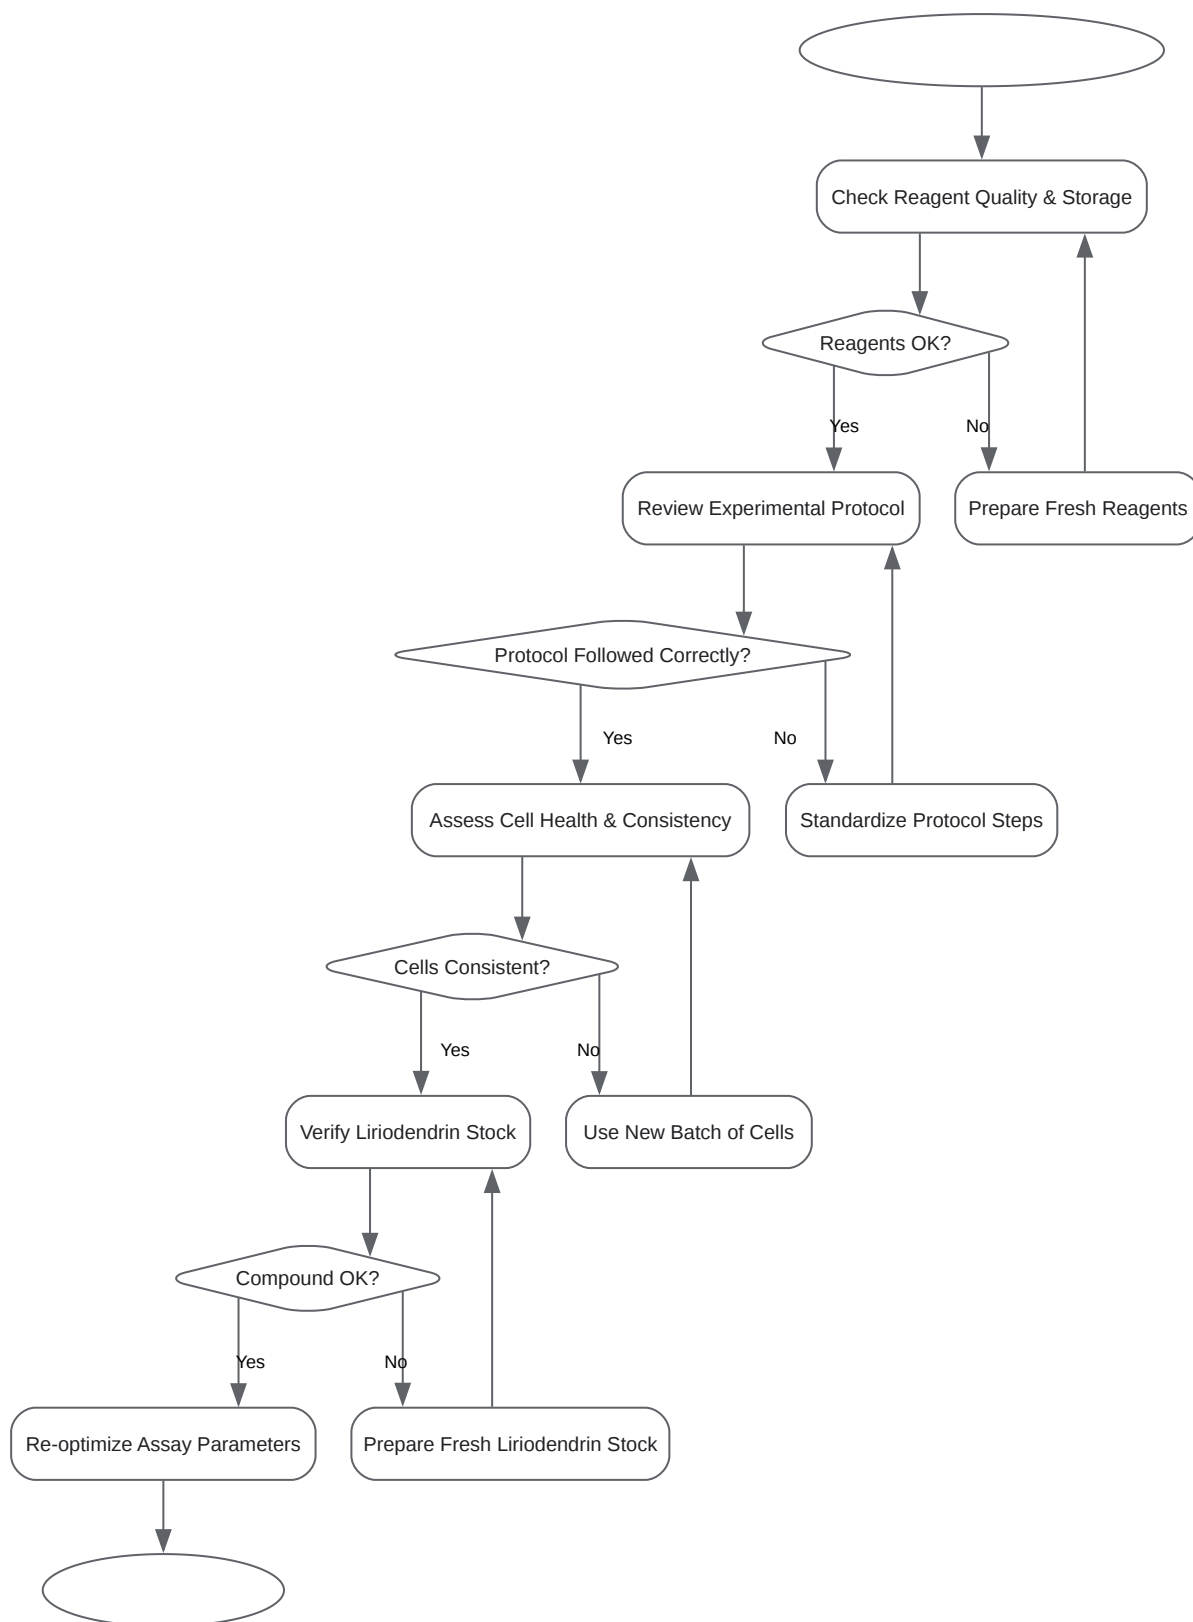 Check Reagent Quality & Storage
Reagents OK?
Yes
No
Review Experimental Protocol
Prepare Fresh Reagents
Protocol Followed Correctly?
Yes
No
Assess Cell Health & Consistency
Standardize Protocol Steps
Cells Consistent?
Yes
No
Verify Liriodendrin Stock
Use New Batch of Cells
Compound OK?
Yes
No
Re-optimize Assay Parameters
Prepare Fresh Liriodendrin Stock